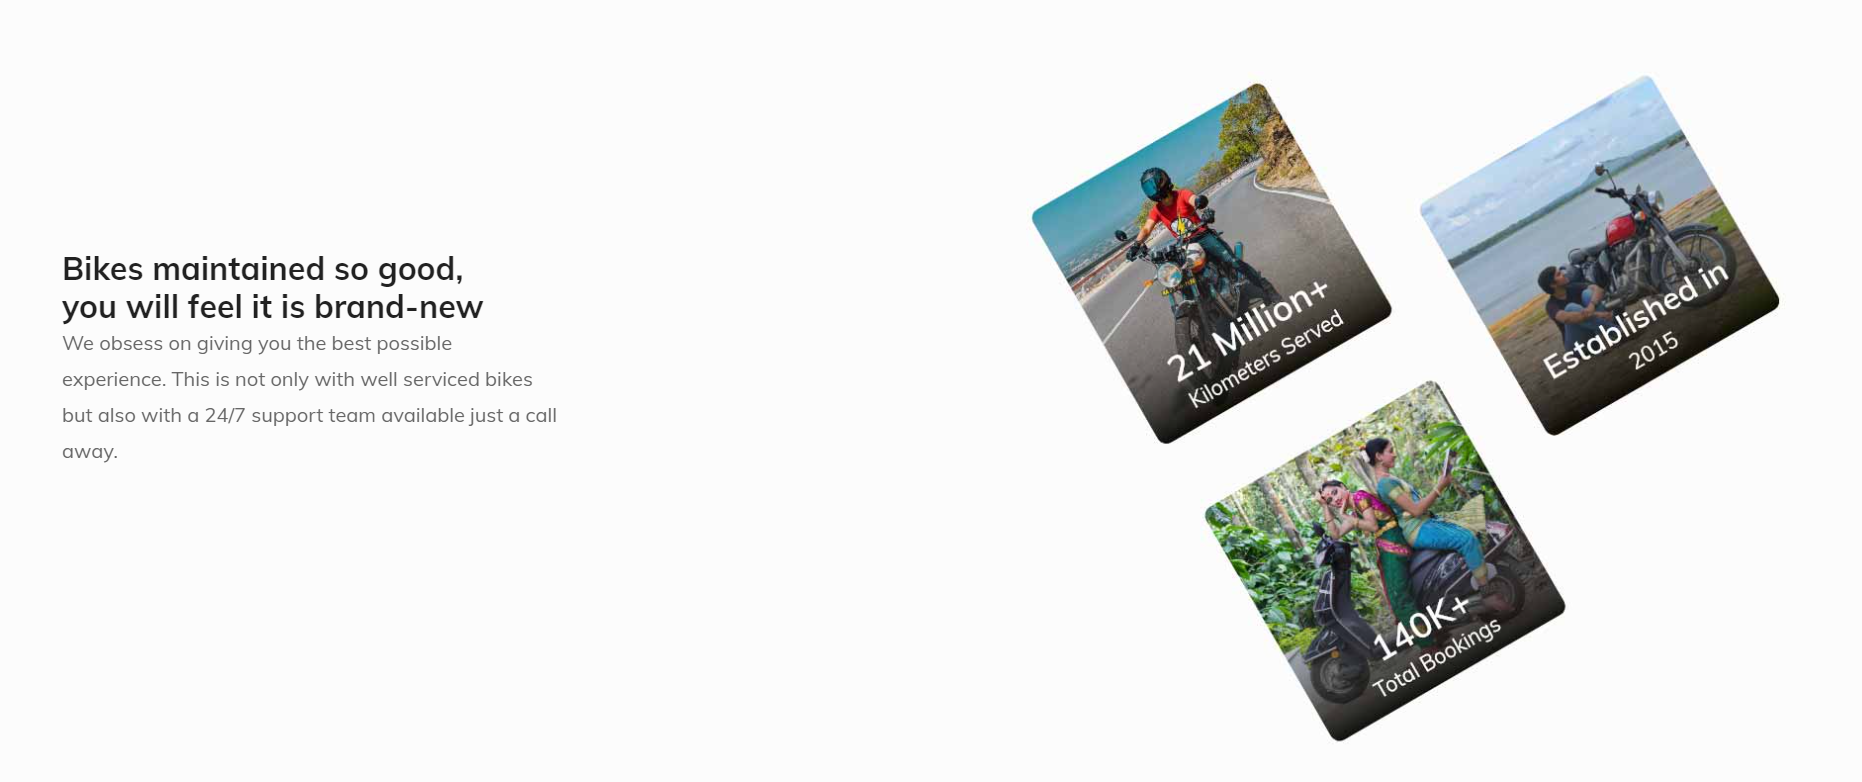 Bikes maintained so good,
you will feel it is brand-new
We obsess on giving you the best possible
experience. This is not only with well serviced bikes
but also with a 24/7 support team available just a call
away.
21 Million+
Kilometers Served
Established in
2015
140K+
Total Bookings